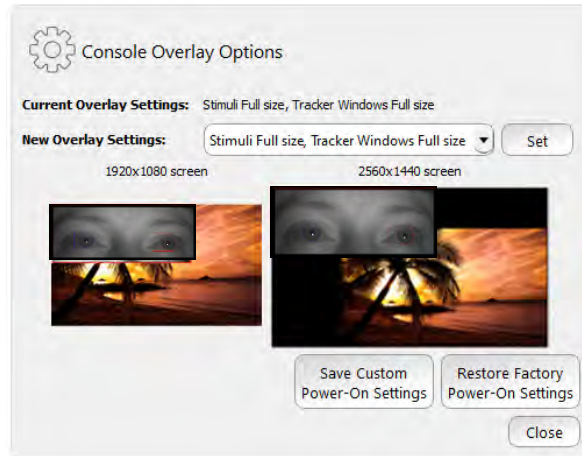 Console Overlay Options
Current Overlay Settings: Stimuli Full size, Tracker Windows Full size
New Overlay Settings: Stimuli Full size, Tracker Windows Full size Set
1920x1080 screen 2560x1440 screen
Save Custom Restore Factory
Power-On Settings Power-On Settings
Close